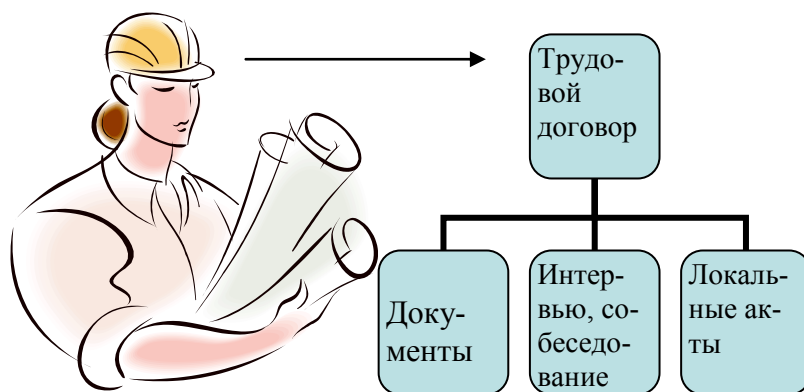 Трудо-
вой
договор
Доку-
менты
Интер-
вью, со-
беседо-
вание
Локаль-
ные ак-
ты